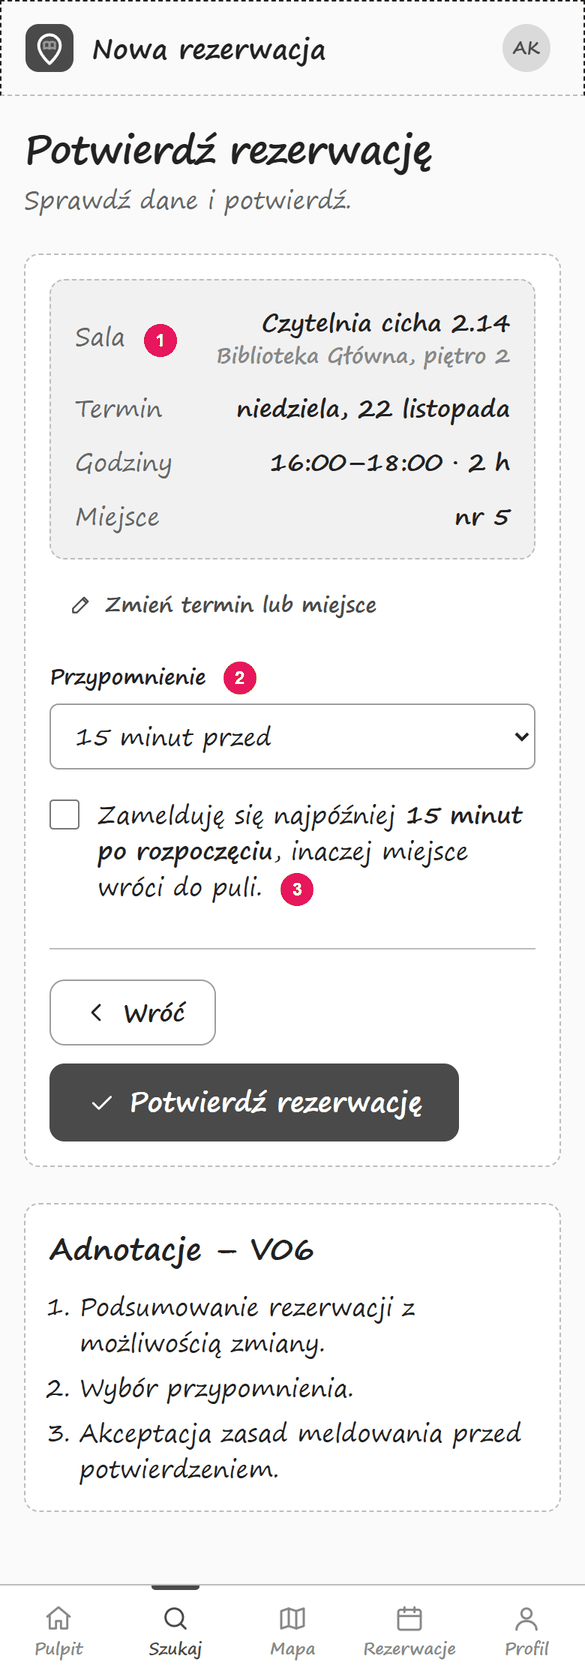 Nowa rezerwacja
AK
Potwierdź rezerwację
Sprawdź dane i potwierdź.
Sala 1 Czytelnia cicha 2.14
Biblioteka Główna, piętro 2
Termin niedziela, 22 listopada
Godziny 16:00–18:00 · 2 h
Miejsce nr 5
Zmień termin lub miejsce
Przypomnienie 2
15 minut przed
Zamelduję się najpóźniej 15 minut
po rozpoczęciu, inaczej miejsce
wróci do puli. 3
Wróć
Potwierdź rezerwację
Adnotacje – V06
1. Podsumowanie rezerwacji z
możliwością zmiany.
2. Wybór przypomnienia.
3. Akceptacja zasad meldowania przed
potwierdzeniem.
Pulpit Szukaj Mapa Rezerwacje Profil